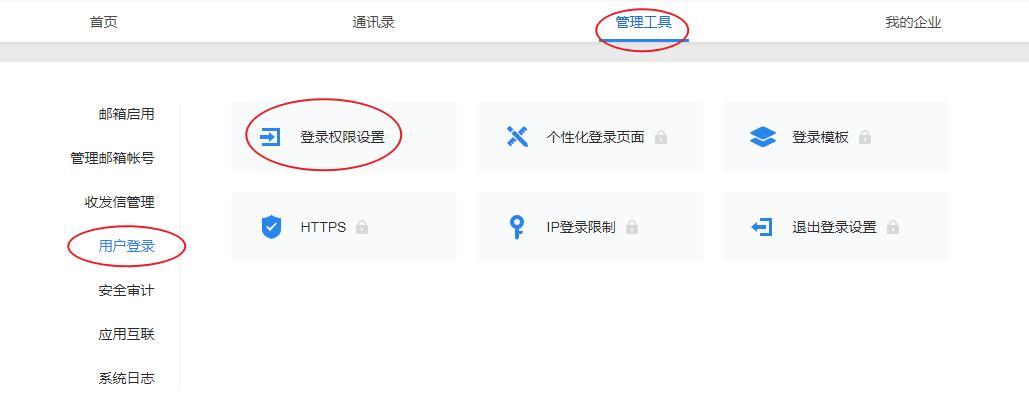 首页 通讯录 管理工具 我的企业
邮箱启用
管理邮箱帐号
收发信管理
用户登录
安全审计
应用互联
系统日志
登录权限设置 个性化登录页面 登录模板
HTTPS IP登录限制 退出登录设置